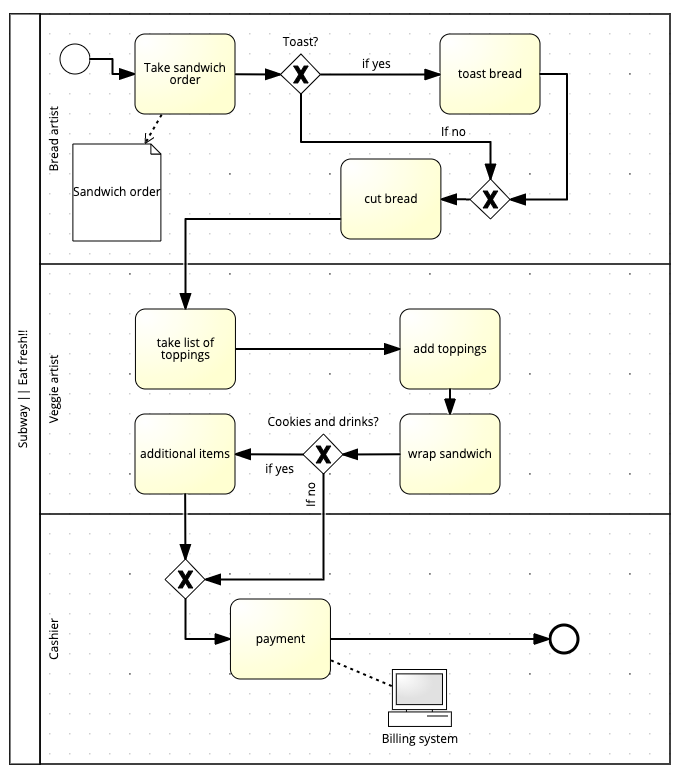 Subway || Eat fresh!!
Bread artist
Toast?
Take sandwich
order
if yes
toast bread
If no
Sandwich order
cut bread
Veggie artist
take list of
toppings
add toppings
Cookies and drinks?
additional items
if yes
wrap sandwich
If no
Cashier
payment
Billing system